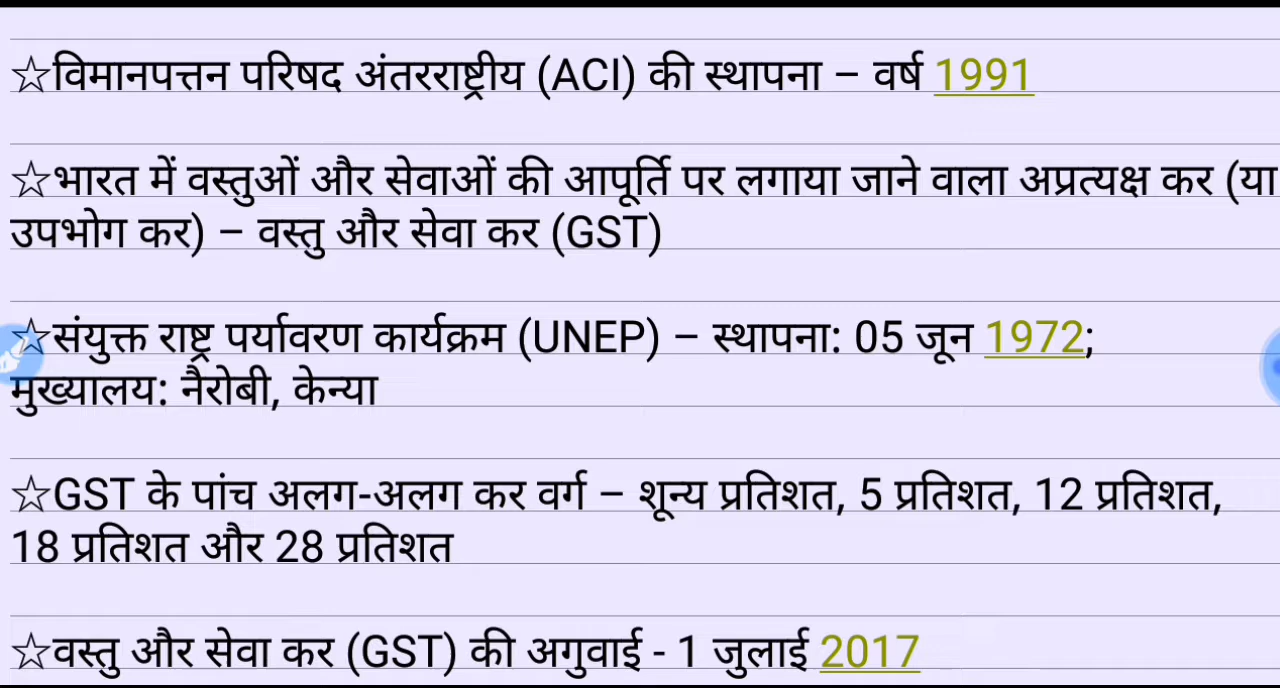 ☆विमानपत्तन परिषद अंतरराष्ट्रीय (ACI) की स्थापना – वर्ष 1991
☆भारत में वस्तुओं और सेवाओं की आपूर्ति पर लगाया जाने वाला अप्रत्यक्ष कर (या
उपभोग कर) – वस्तु और सेवा कर (GST)
☆संयुक्त राष्ट्र पर्यावरण कार्यक्रम (UNEP) – स्थापना: 05 जून 1972;
मुख्यालय: नैरोबी, केन्या
☆GST के पांच अलग-अलग कर वर्ग – शून्य प्रतिशत, 5 प्रतिशत, 12 प्रतिशत,
18 प्रतिशत और 28 प्रतिशत
☆वस्तु और सेवा कर (GST) की अगुवाई - 1 जुलाई 2017